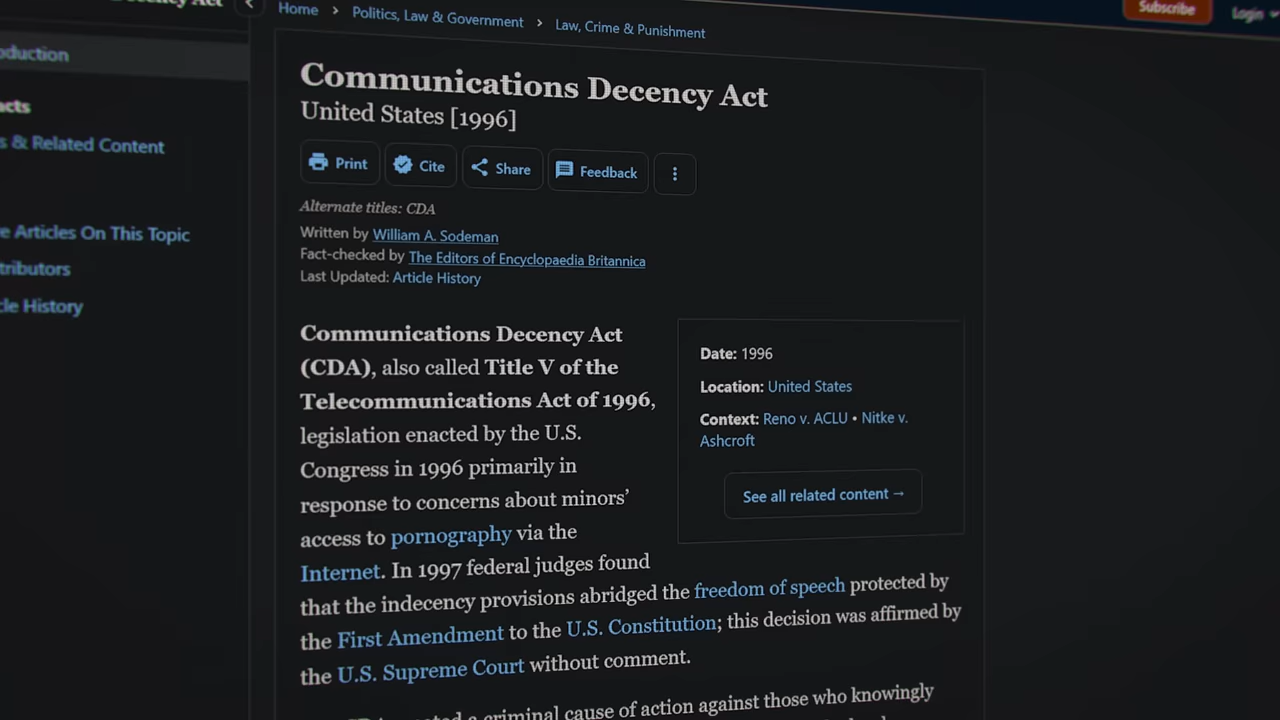 Decency Act
Home > Politics, Law & Government > Law, Crime & Punishment
Subscribe
Login
Communications Decency Act
United States [1996]
Print
Cite
Share
Feedback
Alternate titles: CDA
Written by William A. Sodeman
Fact-checked by The Editors of Encyclopaedia Britannica
Last Updated: Article History
Related Content
Articles On This Topic
History
Communications Decency Act
(CDA), also called Title V of the
Telecommunications Act of 1996,
legislation enacted by the U.S.
Congress in 1996 primarily in
response to concerns about minors’
access to pornography via the
Internet. In 1997 federal judges found
that the indecency provisions abridged the freedom of speech protected by
the First Amendment to the U.S. Constitution; this decision was affirmed by
the U.S. Supreme Court without comment.
Date: 1996
Location: United States
Context: Reno v. ACLU • Nitke v.
Ashcroft
See all related content →
a criminal cause of action against those who knowingly